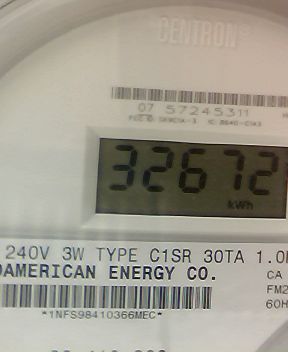 CENTRON
07 57245311
32672
kWh
240V 3W TYPE C1SR 30TA 1.0
AMERICAN ENERGY CO.
CA
FM2
60H
*1NFS98410366MEC*